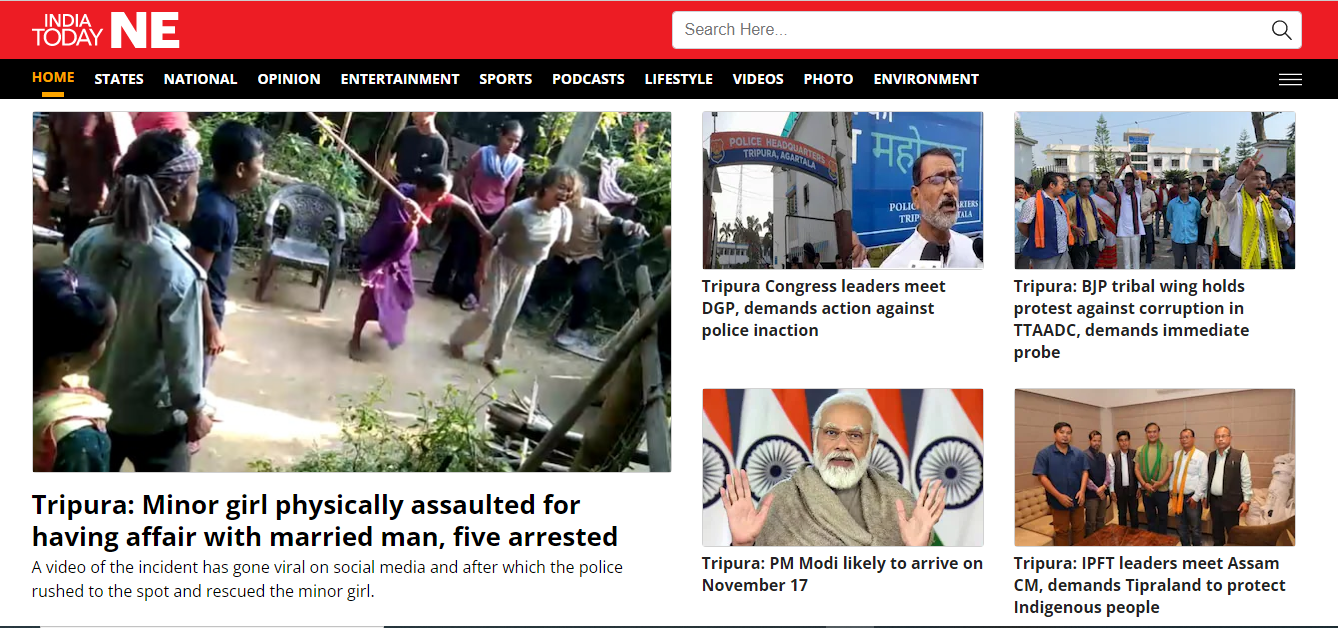 INDIA
TODAY NE
Search Here...
HOME STATES NATIONAL OPINION ENTERTAINMENT SPORTS PODCASTS LIFESTYLE VIDEOS PHOTO ENVIRONMENT
POLICE HEADQUARTERS
TRIPURA, AGARTALA
महोत्सव
Tripura Congress leaders meet
DGP, demands action against
police inaction
Tripura: BJP tribal wing holds
protest against corruption in
TTAADC, demands immediate
probe
Tripura: Minor girl physically assaulted for
having affair with married man, five arrested
A video of the incident has gone viral on social media and after which the police
rushed to the spot and rescued the minor girl.
Tripura: PM Modi likely to arrive on
November 17
Tripura: IPFT leaders meet Assam
CM, demands Tipraland to protect
Indigenous people